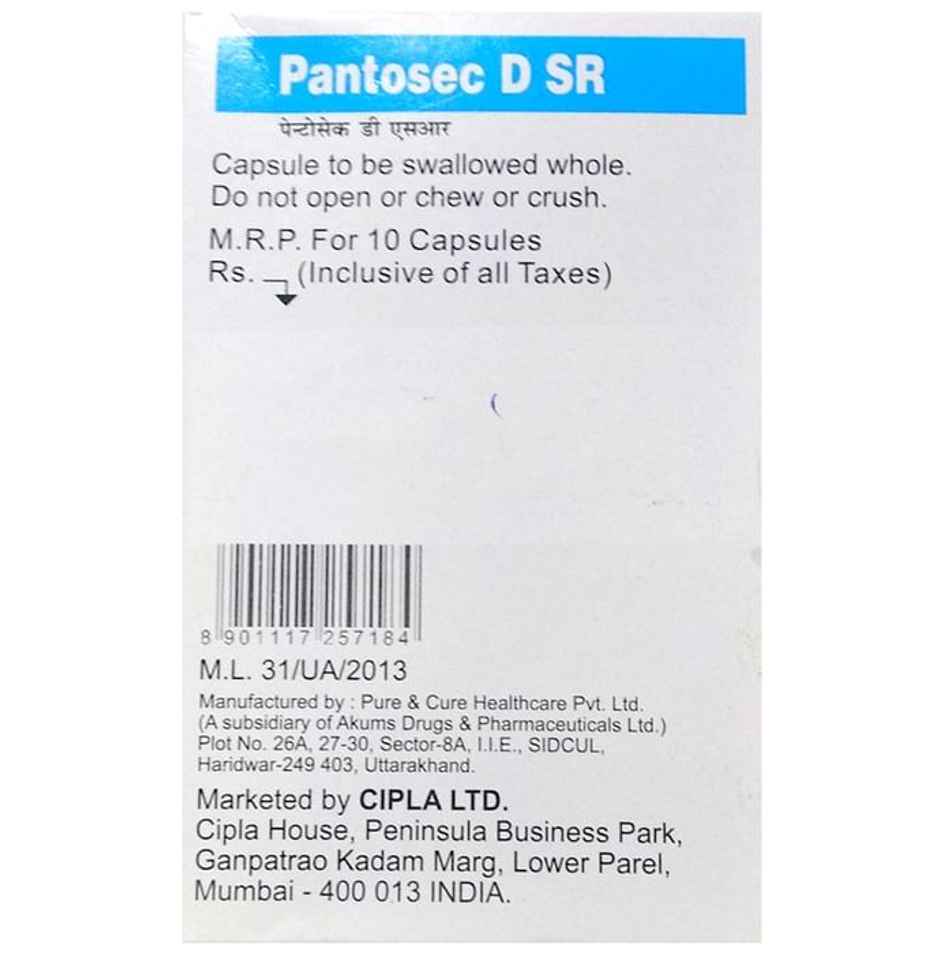 Pantosec D SR
पेन्टोसेक डी एसआर
Capsule to be swallowed whole.
Do not open or chew or crush.
M.R.P. For 10 Capsules
Rs. (Inclusive of all Taxes)
8 901117 257184
M.L. 31/UA/2013
Manufactured by : Pure & Cure Healthcare Pvt. Ltd.
(A subsidiary of Akums Drugs & Pharmaceuticals Ltd.)
Plot No. 26A, 27-30, Sector-8A, I.I.E., SIDCUL,
Haridwar-249 403, Uttarakhand.
Marketed by CIPLA LTD.
Cipla House, Peninsula Business Park,
Ganpatrao Kadam Marg, Lower Parel,
Mumbai - 400 013 INDIA.